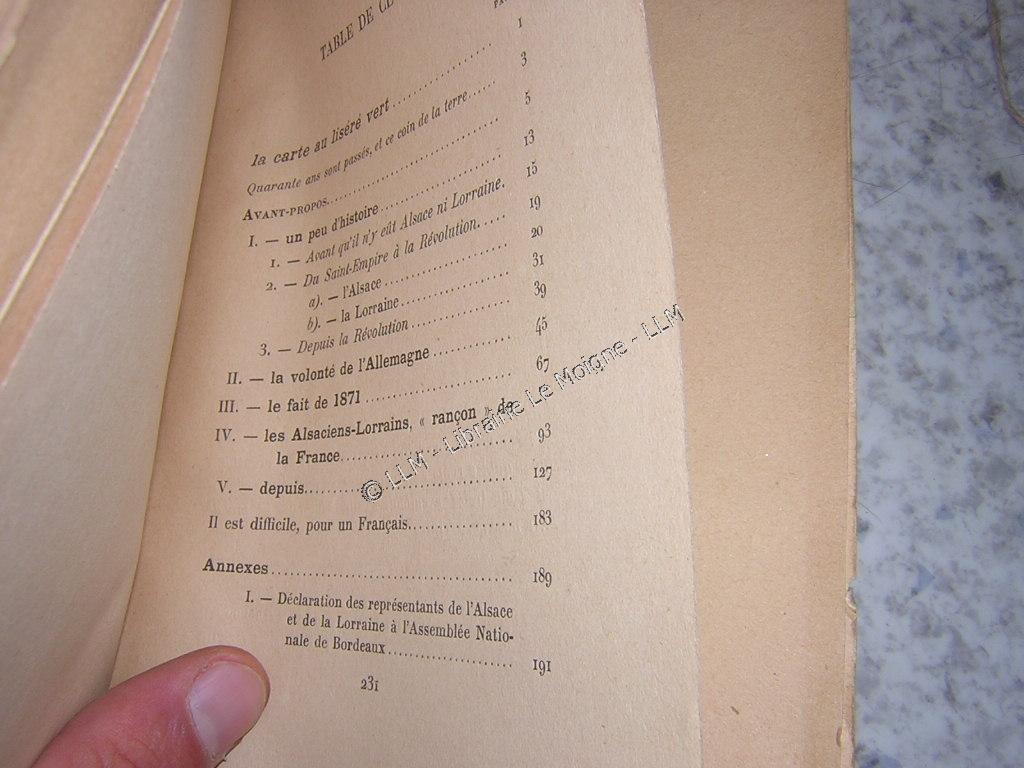 TABLE DE CE
la carte au liséré vert .......... 1
Quarante ans sont passés, et ce coin de la terre...... 3
AVANT-PROPOS.......... 5
I. — un peu d'histoire.......... 13
1. — Avant qu'il n'y eût Alsace ni Lorraine. 15
2. — Du Saint-Empire à la Révolution..... 19
a). — l'Alsace.......... 20
b). — la Lorraine.......... 31
3. — Depuis la Révolution.......... 39
II. — la volonté de l'Allemagne.......... 45
III. — le fait de 1871.......... 67
IV. — les Alsaciens-Lorrains, « rançon » de
la France.......... 93
V. — depuis.......... 127
Il est difficile, pour un Français.......... 183
Annexes.......... 189
I. — Déclaration des représentants de l'Alsace
et de la Lorraine à l'Assemblée Natio-
nale de Bordeaux.......... 191
231
© LLM - Librairie Le Moigne - LLM